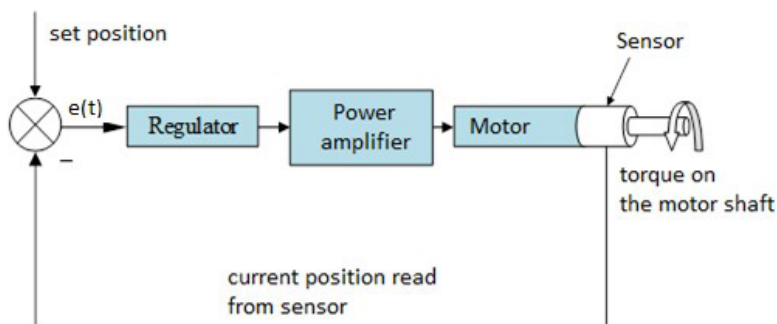 set position
Sensor
e(t)
Regulator
Power
amplifier
Motor
–
torque on
the motor shaft
current position read
from sensor